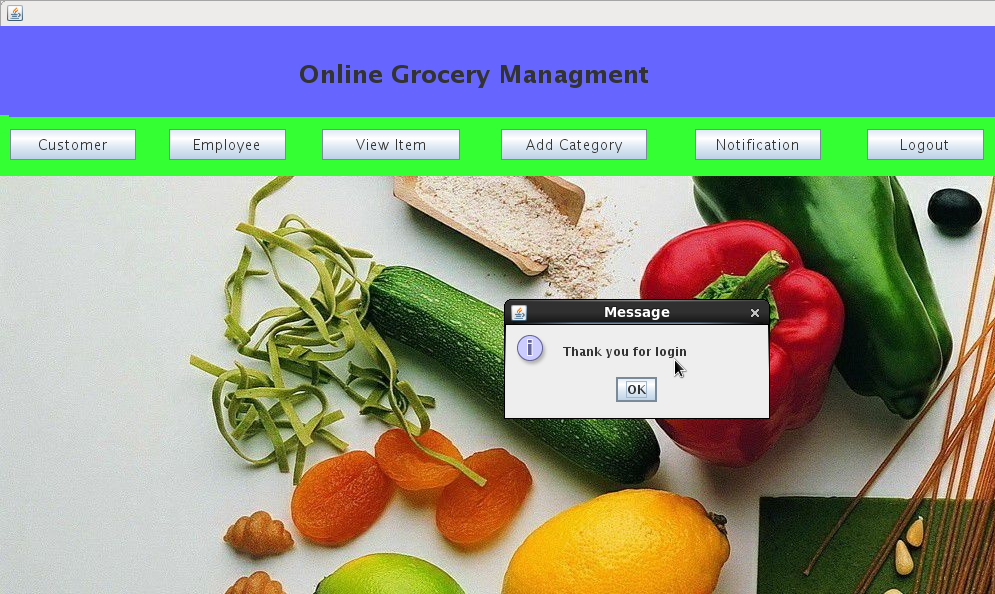 Online Grocery Managment
Customer
Employee
View Item
Add Category
Notification
Logout
Message
Thank you for login
OK